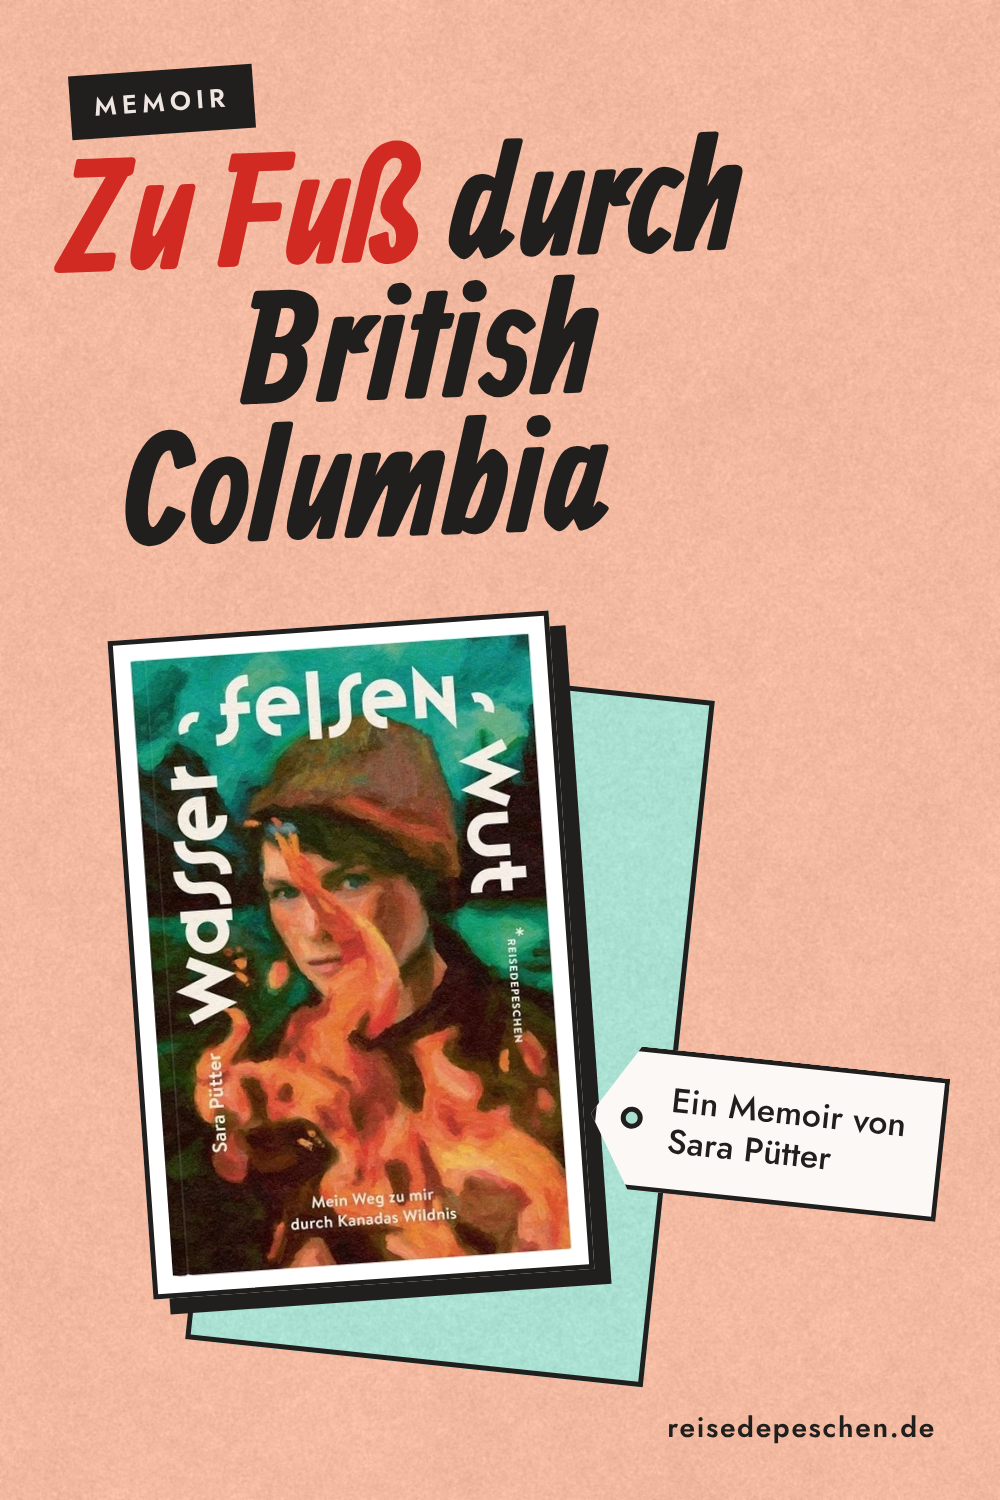 MEMOIR
Zu Fuß durch
British
Columbia
wasser
felsen
wut
* REISEDEPESCHEN
Sara Pütter
Mein Weg zu mir
durch Kanadas Wildnis
Ein Memoir von
Sara Pütter
reisedepeschen.de